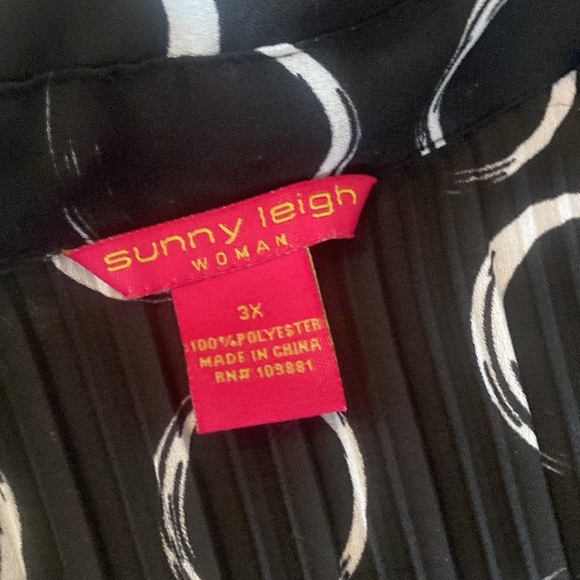 sunny leigh
WOMAN
3X
100% POLYESTER
MADE IN CHINA
RN# 109881